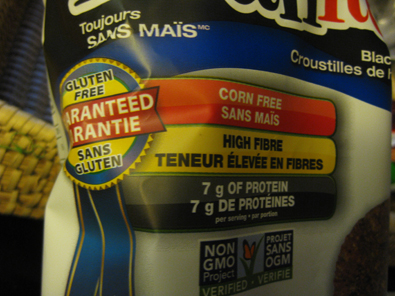 Toujours
SANS MAÏS MC
Croustilles de
GLUTEN
FREE
SANS
GLUTEN
CORN FREE
SANS MAÏS
HIGH FIBRE
TENEUR ÉLEVÉE EN FIBRES
7 g OF PROTEIN
7 g DE PROTÉINES
per serving • par portion
NON
GMO
Project
PROJET
SANS
OGM
VERIFIED • VÉRIFIÉ